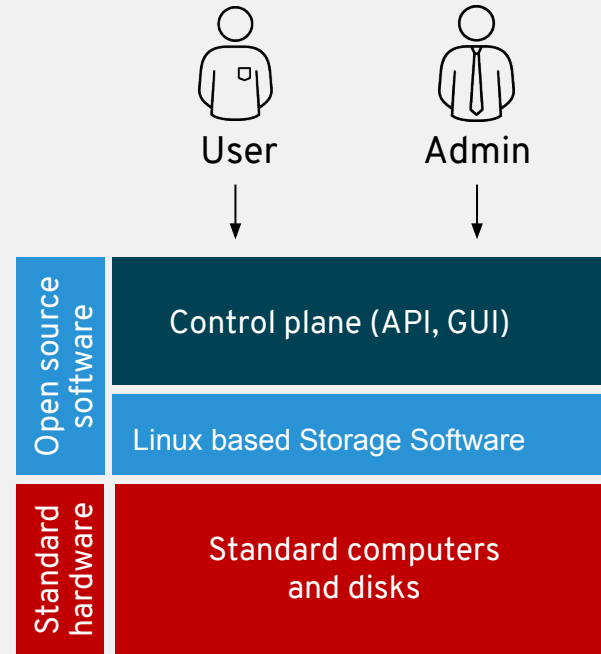 User
Admin
Open source
software
Control plane (API, GUI)
Linux based Storage Software
Standard
hardware
Standard computers
and disks